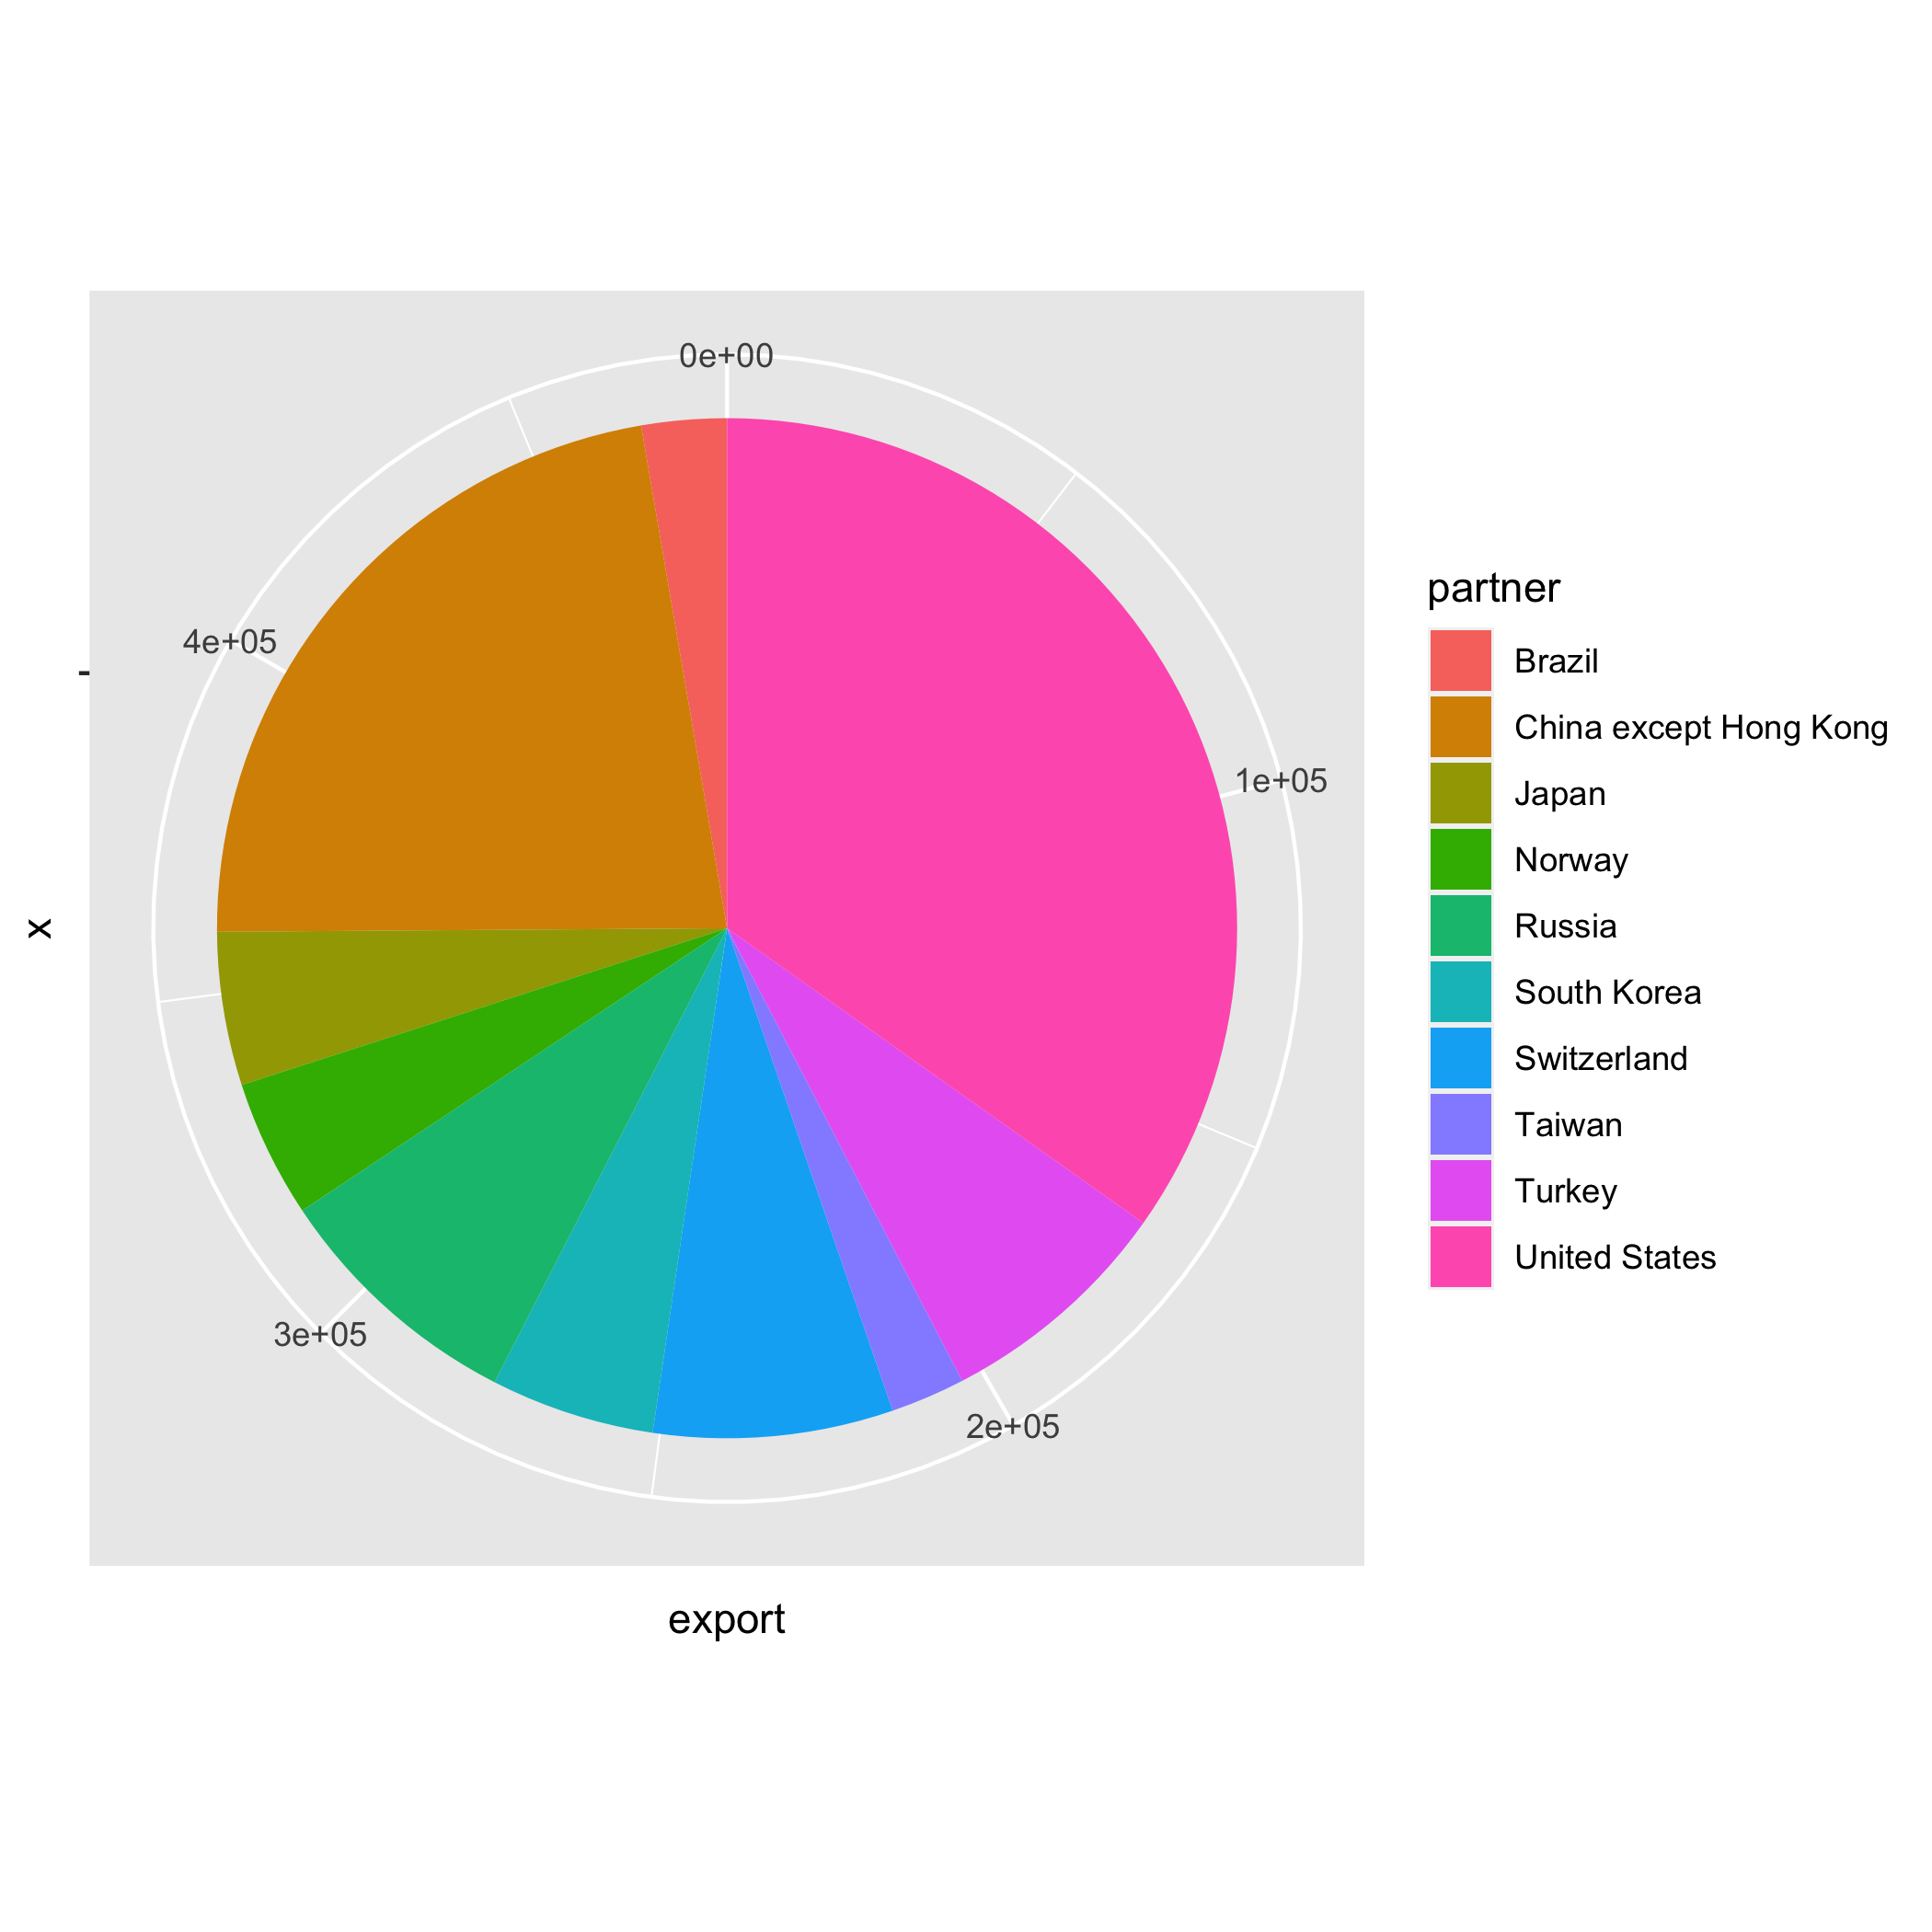 0e+00
1e+05
2e+05
3e+05
4e+05
x
export
partner
Brazil
China except Hong Kong
Japan
Norway
Russia
South Korea
Switzerland
Taiwan
Turkey
United States